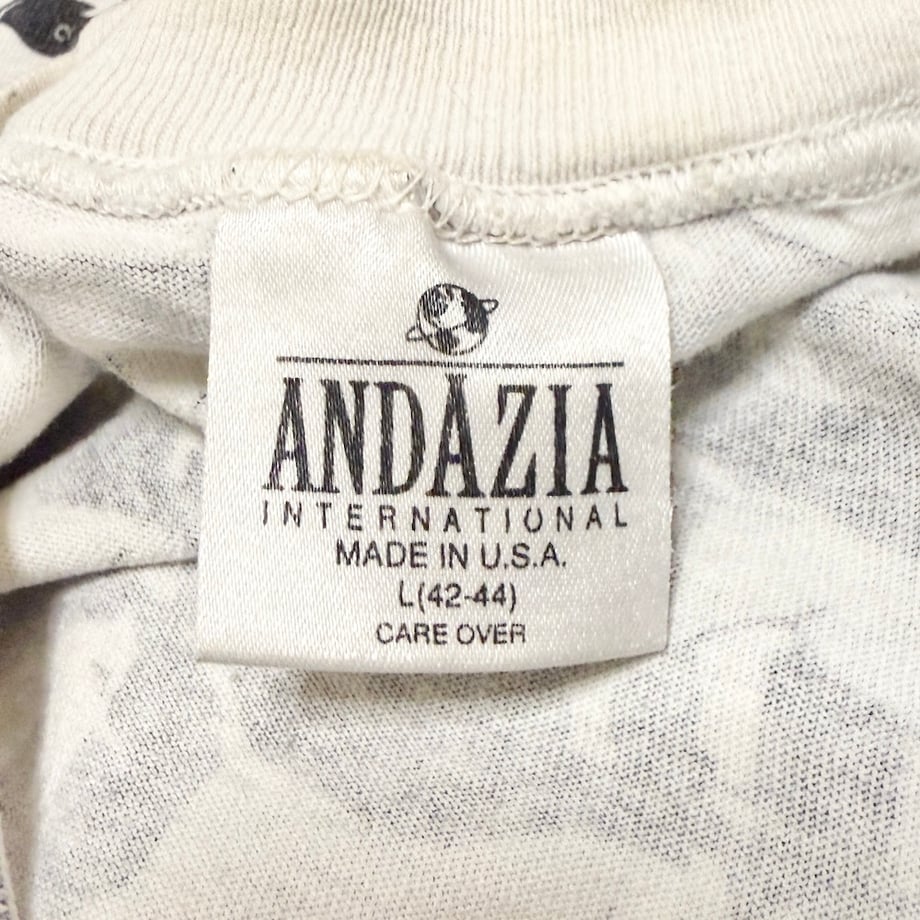 ANDAZIA
INTERNATIONAL
MADE IN U.S.A.
L(42-44)
CARE OVER